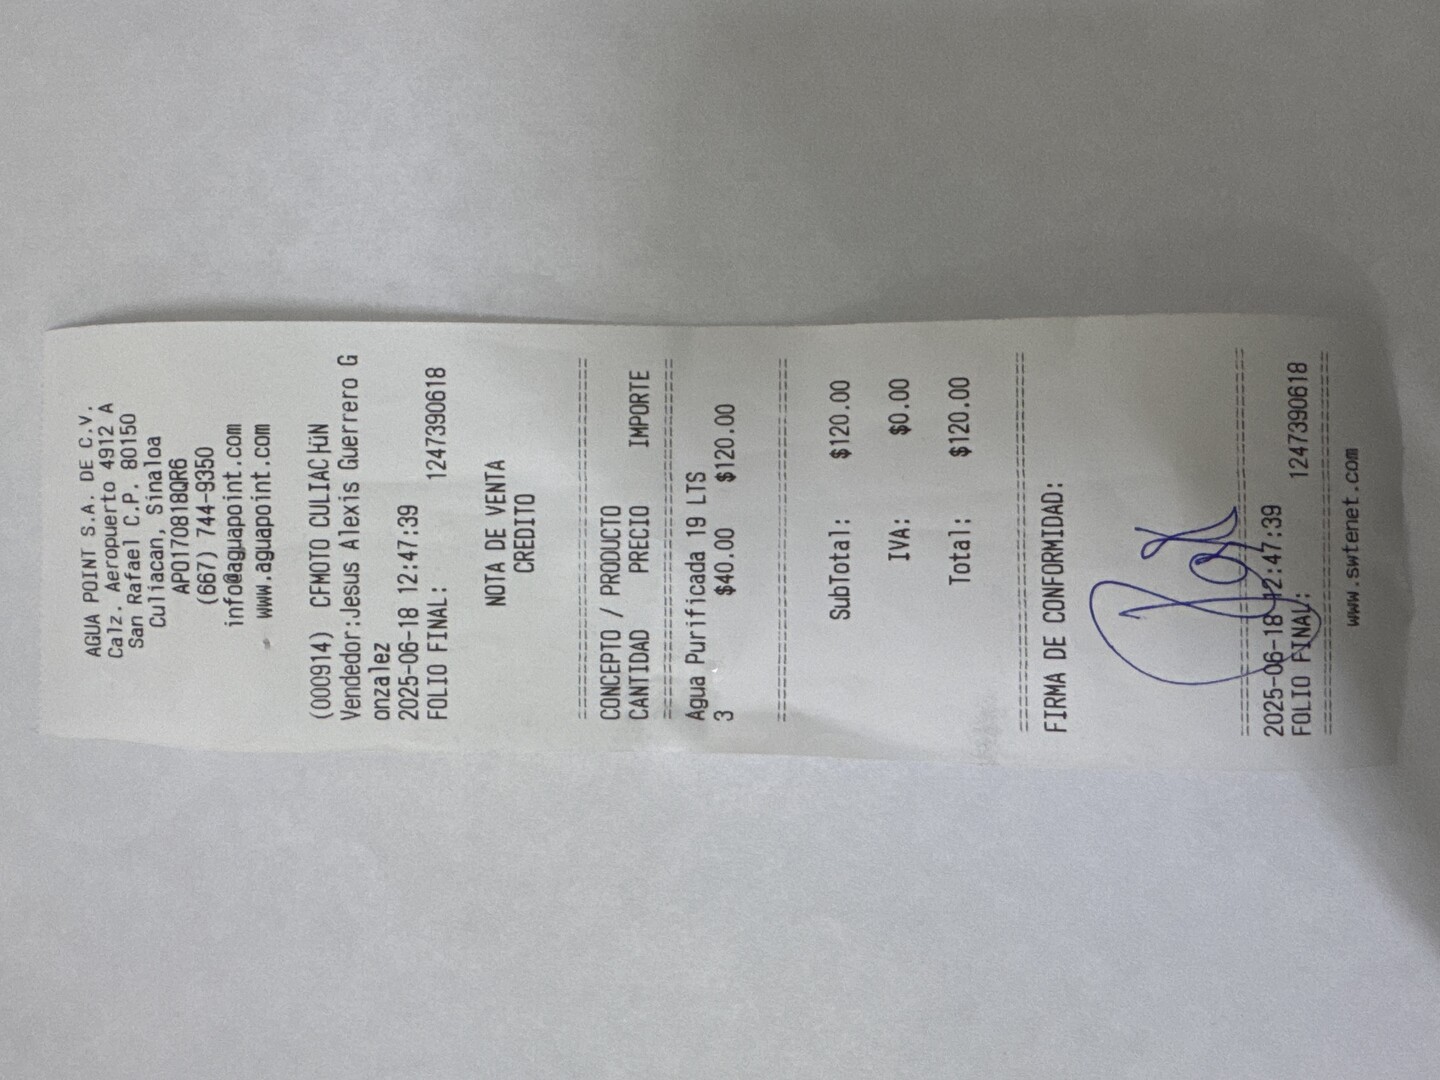 AGUA POINT S.A. DE C.V.
Calz. Aeropuerto 4912 A
San Rafael C.P. 80150
Culiacan, Sinaloa
APO170818QR6
(667) 744-9350
info@aguapoint.com
www.aguapoint.com
(000914) CFMOTO CULIAC├üN
Vendedor:Jesus Alexis Guerrero G
onzalez
2025-06-18 12:47:39
FOLIO FINAL: 1247390618
NOTA DE VENTA
CREDITO
================================
CONCEPTO / PRODUCTO
CANTIDAD PRECIO IMPORTE
================================
Agua Purificada 19 LTS
3 $40.00 $120.00
================================
SubTotal: $120.00
IVA: $0.00
Total: $120.00
================================
FIRMA DE CONFORMIDAD:
================================
2025-06-18 12:47:39
FOLIO FINAL: 1247390618
================================
www.swtenet.com